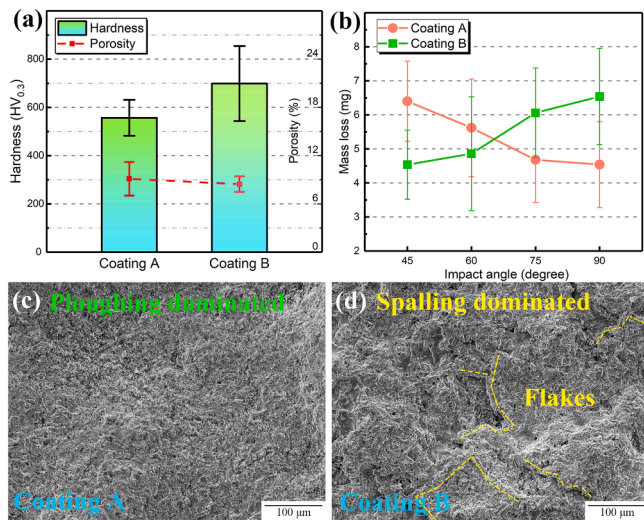 (a)
Hardness
Porosity
800
600
400
200
0
Hardness (HV0.3)
24
18
12
6
0
Porosity (%)
Coating A
Coating B
(b)
Coating A
Coating B
8
7
6
5
4
3
2
Mass loss (mg)
45
60
75
90
Impact angle (degree)
(c) Ploughing dominated
Coating A
100 μm
(d) Spalling dominated
Flakes
Coating B
100 μm